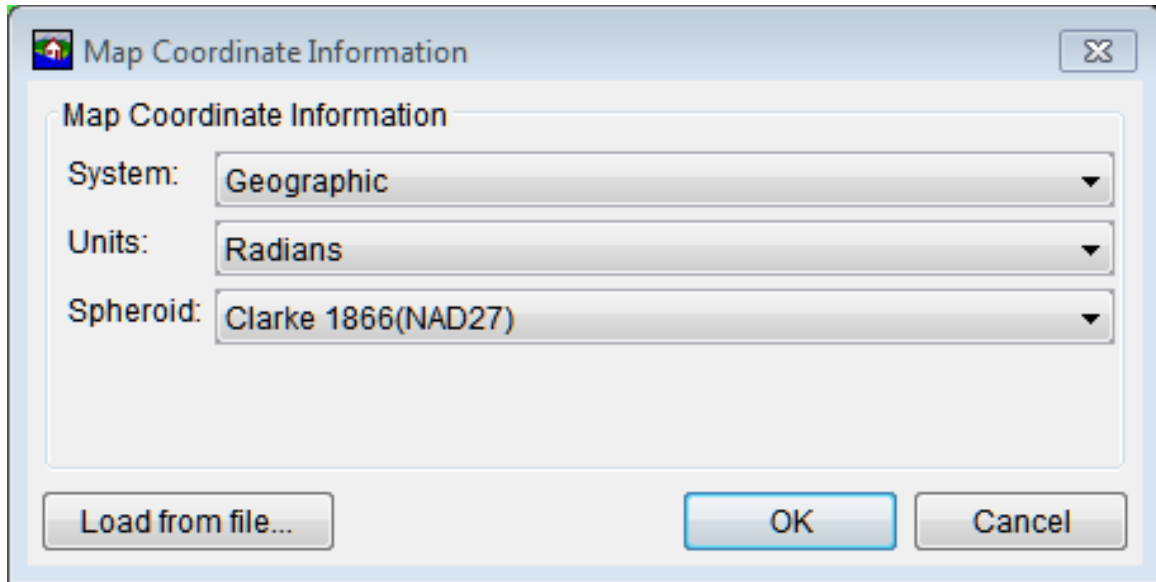 Map Coordinate Information
Map Coordinate Information
System: Geographic
Units: Radians
Spheroid: Clarke 1866(NAD27)
Load from file... OK Cancel